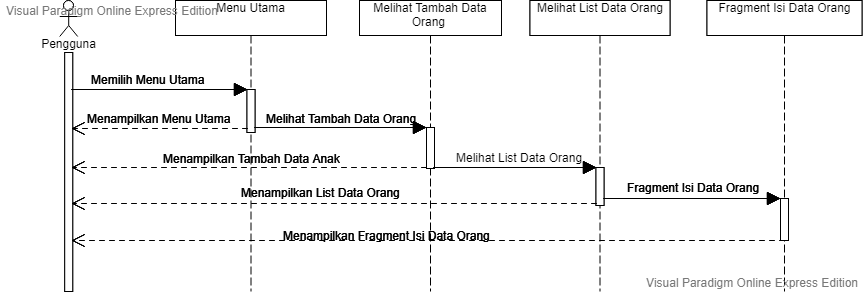 Visual Paradigm Online Express Edition
Menu Utama
Melihat Tambah Data
Orang
Melihat List Data Orang
Fragment Isi Data Orang
Pengguna
Memilih Menu Utama
Menampilkan Menu Utama
Melihat Tambah Data Orang
Menampilkan Tambah Data Anak
Melihat List Data Orang
Menampilkan List Data Orang
Fragment Isi Data Orang
Menampilkan Fragment Isi Data Orang
Visual Paradigm Online Express Edition